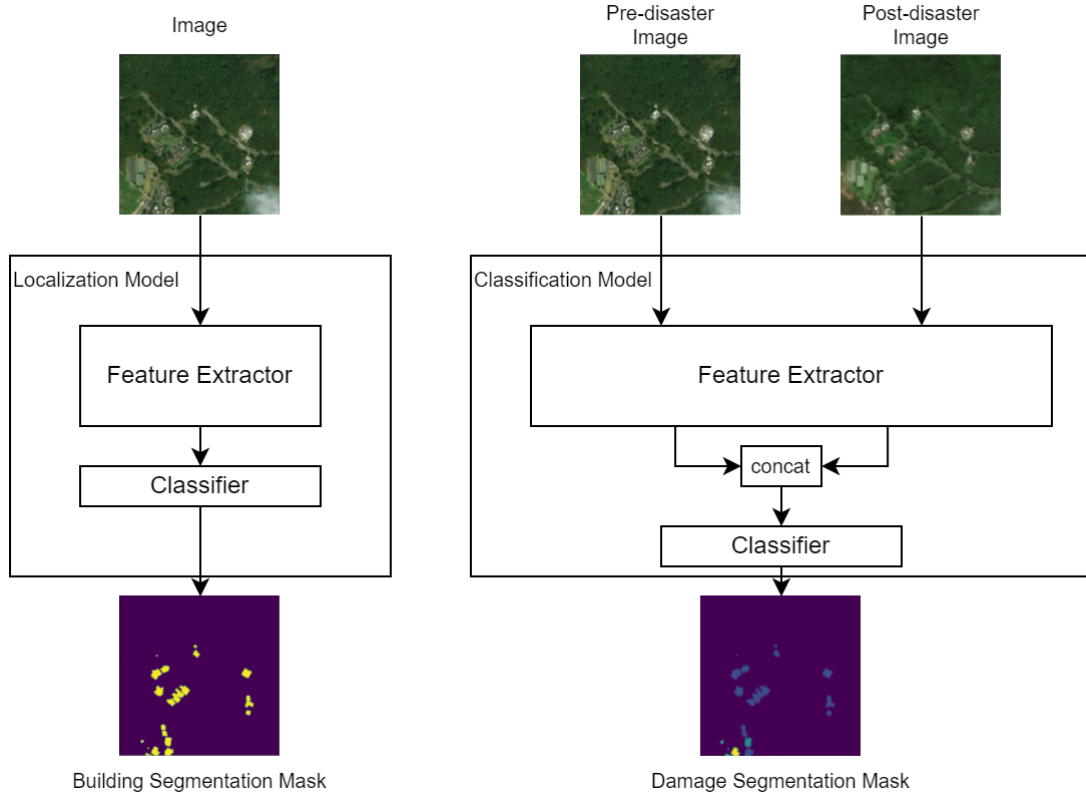 Image
Localization Model
Feature Extractor
Classifier
Building Segmentation Mask
Pre-disaster
Image
Post-disaster
Image
Classification Model
Feature Extractor
concat
Classifier
Damage Segmentation Mask